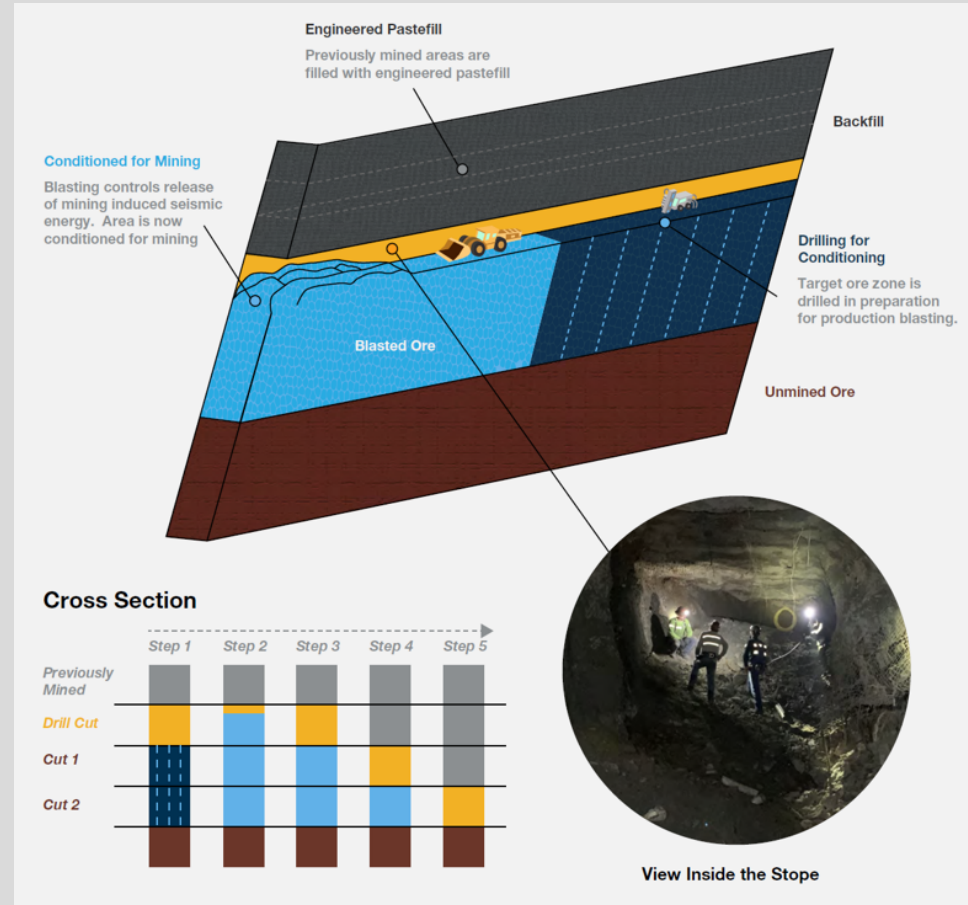 Engineered Pastefill
Previously mined areas are
filled with engineered pastefill
Backfill
Conditioned for Mining
Blasting controls release
of mining induced seismic
energy. Area is now
conditioned for mining
Drilling for
Conditioning
Target ore zone is
drilled in preparation
for production blasting.
Blasted Ore
Unmined Ore
Cross Section
Step 1 Step 2 Step 3 Step 4 Step 5
Previously
Mined
Drill Cut
Cut 1
Cut 2
View Inside the Stope